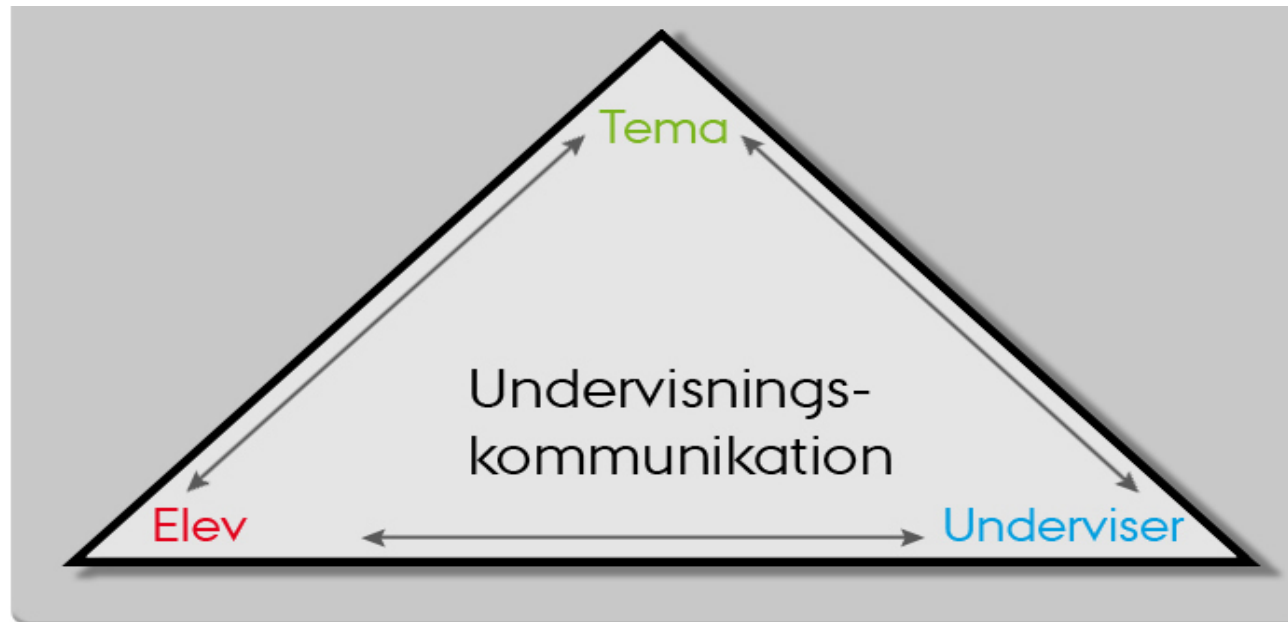 Tema
Undervisnings-
kommunikation
Elev
Underviser